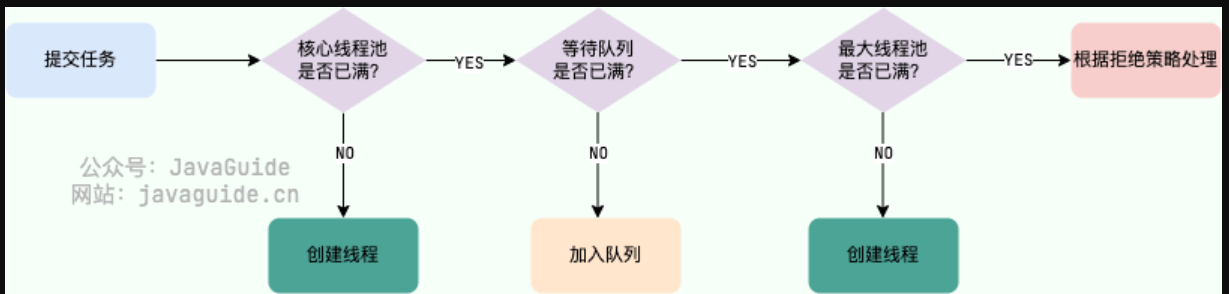 提交任务
核心线程池
是否已满？
YES
等待队列
是否已满？
YES
最大线程池
是否已满？
YES
根据拒绝策略处理
NO
NO
NO
公众号：JavaGuide
网站：javaguide.cn
创建线程
加入队列
创建线程